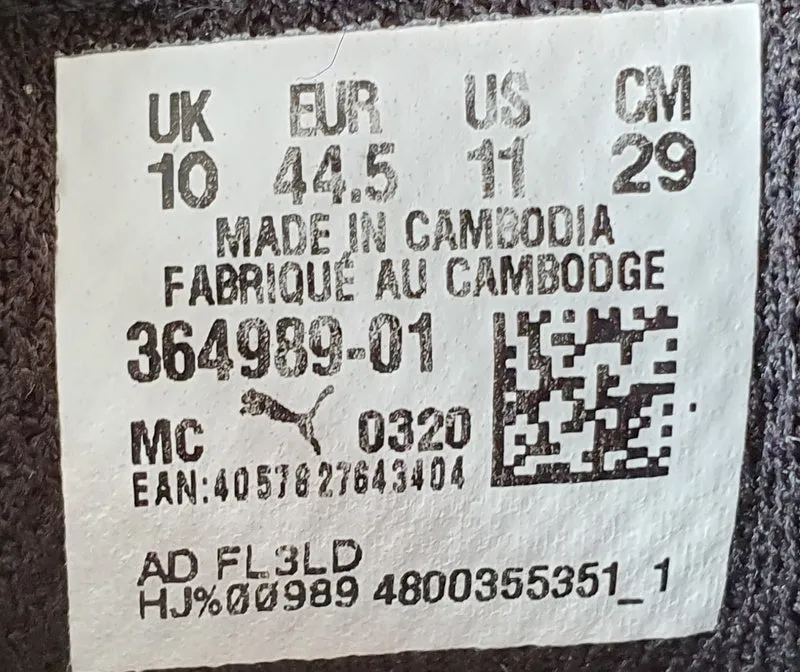 UK EUR US CM
10 44.5 11 29
MADE IN CAMBODIA
FABRIQUÉ AU CAMBODGE
364989-01
MC 0320
EAN:4057827643404
AD FL3LD
HJ%00989 4800355351_1